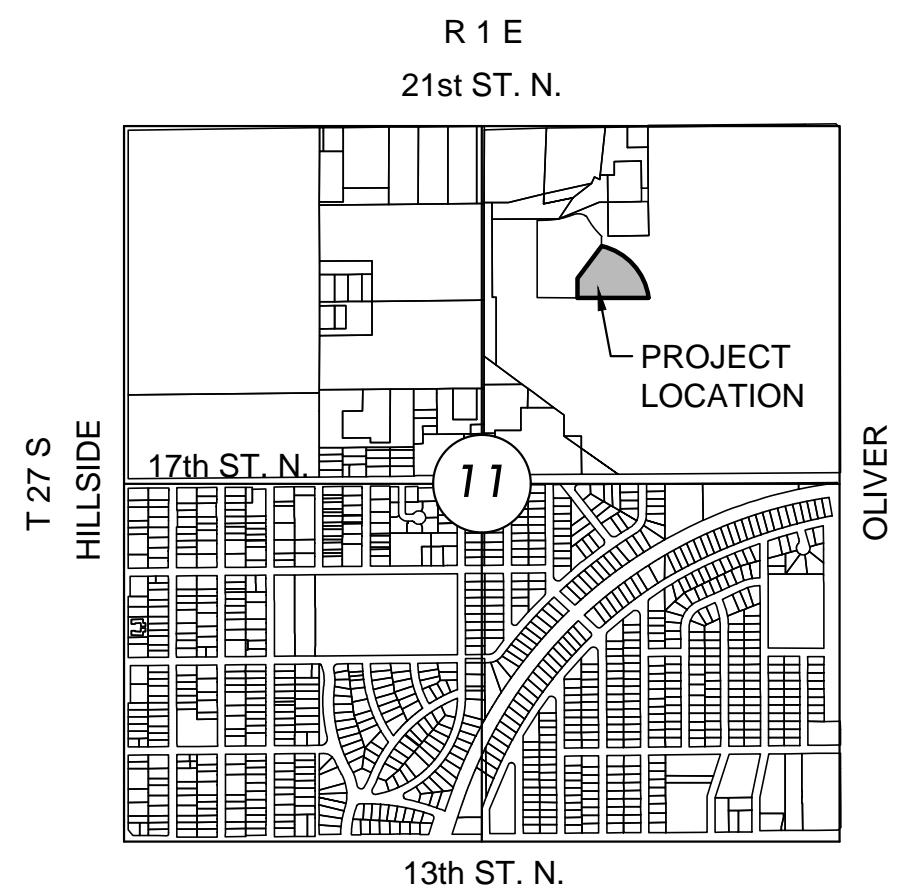 R 1 E
21st ST. N.
PROJECT
LOCATION
T 27 S
HILLSIDE
17th ST. N.
11
OLIVER
13th ST. N.